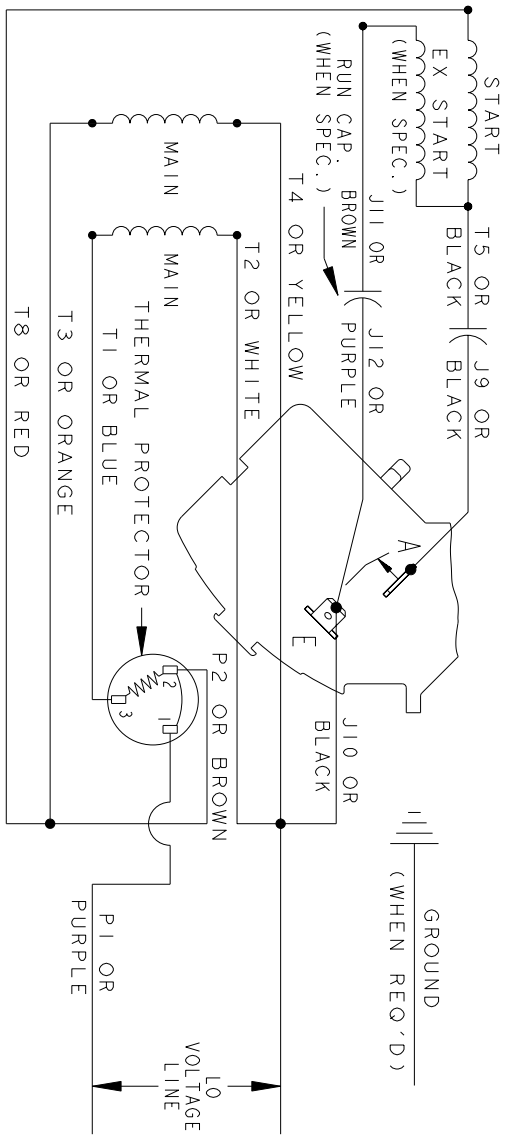 START
EX START
(WHEN SPEC.)
RUN CAP.
(WHEN SPEC.)
T5 OR
BLACK
J9 OR
BLACK
J11 OR
BROWN
J12 OR
PURPLE
MAIN
T4 OR YELLOW
MAIN
T2 OR WHITE
THERMAL PROTECTOR
T1 OR BLUE
T3 OR ORANGE
T8 OR RED
A
E
J10 OR
BLACK
2
3
1
P2 OR BROWN
P1 OR
PURPLE
GROUND
(WHEN REQ'D)
LO
VOLTAGE
LINE